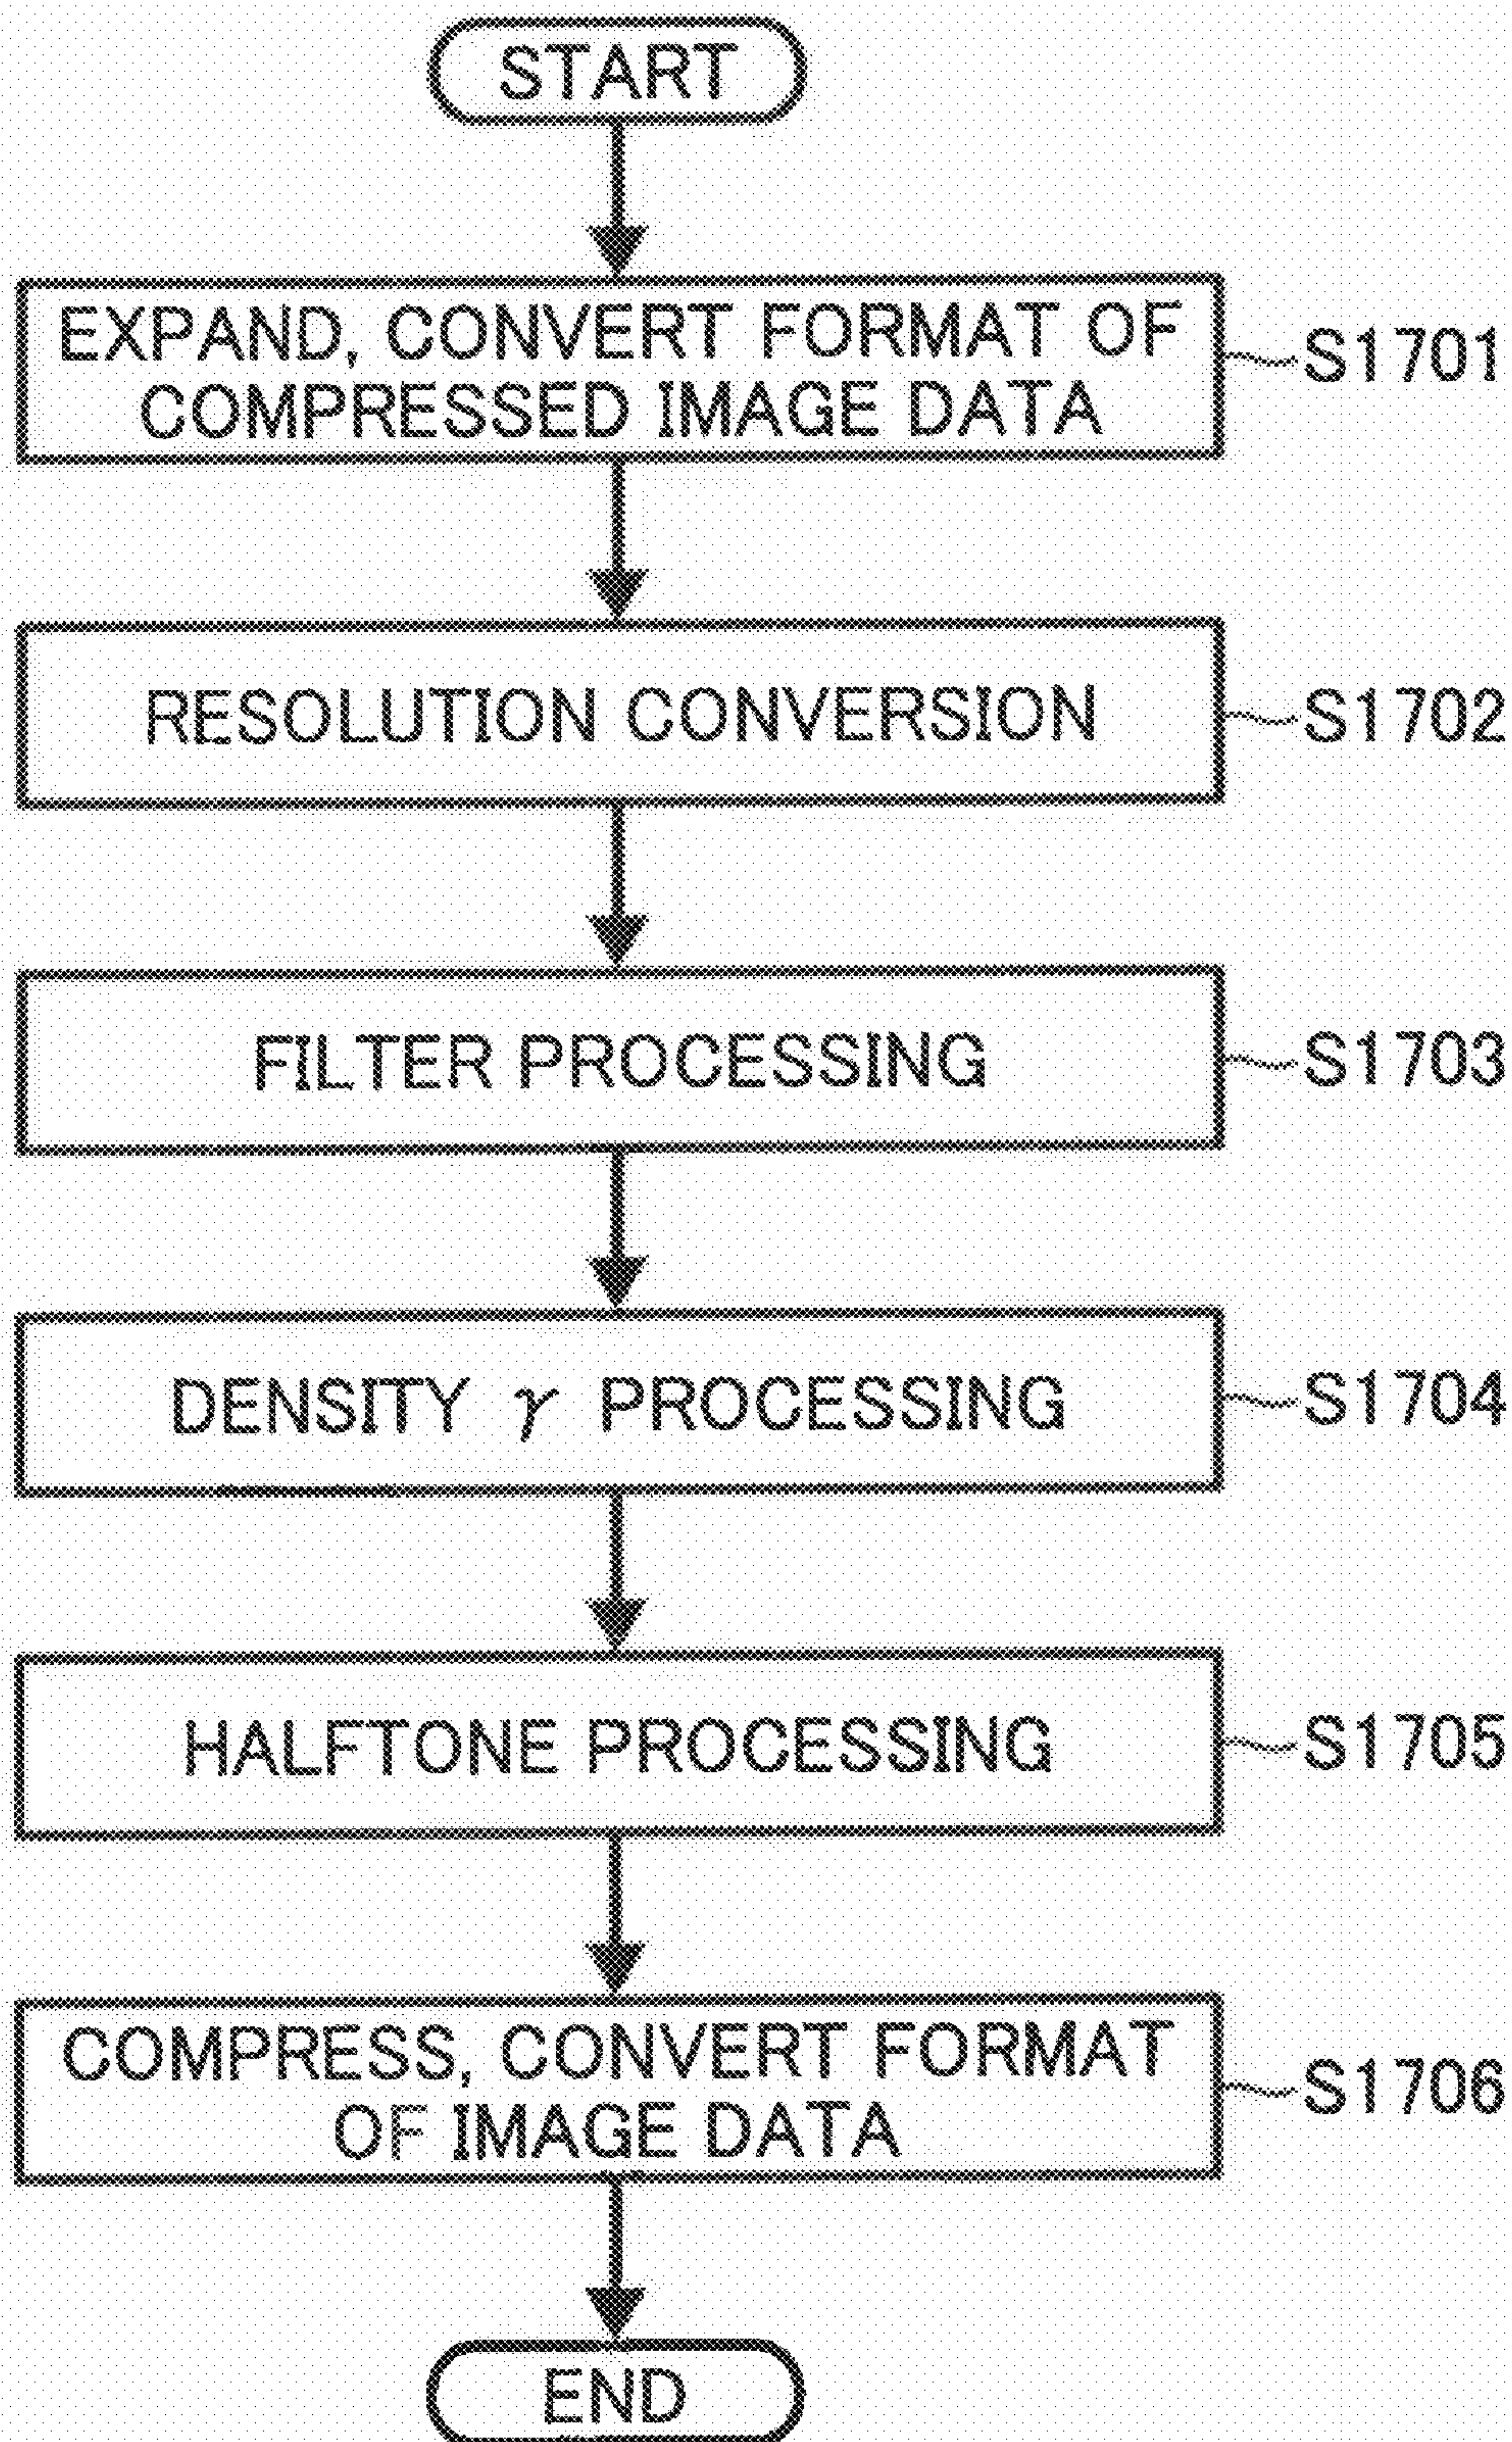 START
EXPAND, CONVERT FORMAT OF
COMPRESSED IMAGE DATA
S1701
RESOLUTION CONVERSION
S1702
FILTER PROCESSING
S1703
DENSITY γ PROCESSING
S1704
HALFTONE PROCESSING
S1705
COMPRESS, CONVERT FORMAT
OF IMAGE DATA
S1706
END